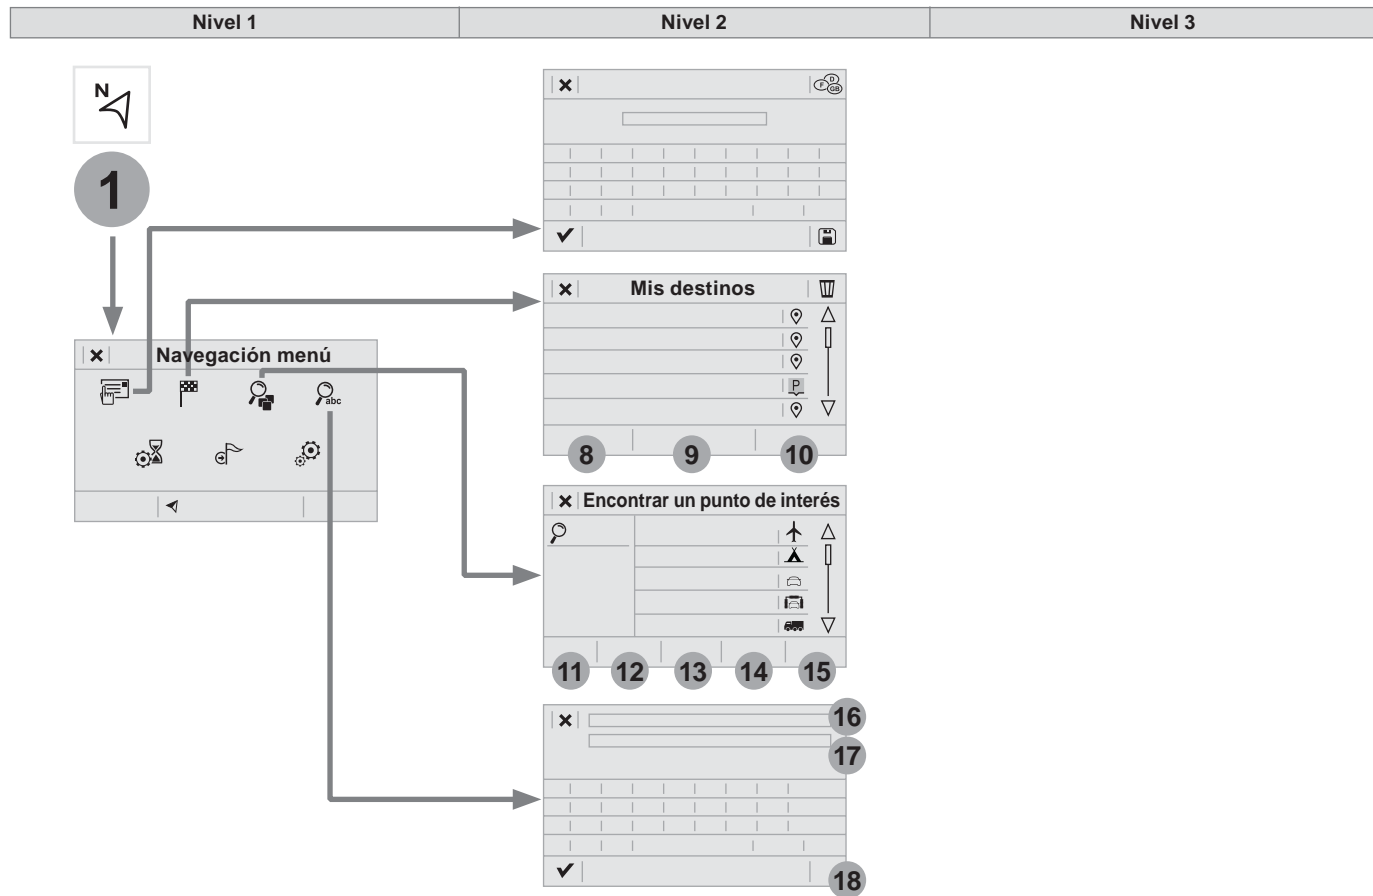 Nivel 1
Nivel 2
Nivel 3
N
1
D
F
GB
Mis destinos
P
8
9
10
Navegación menú
abc
Encontrar un punto de interés
11
12
13
14
15
16
17
18